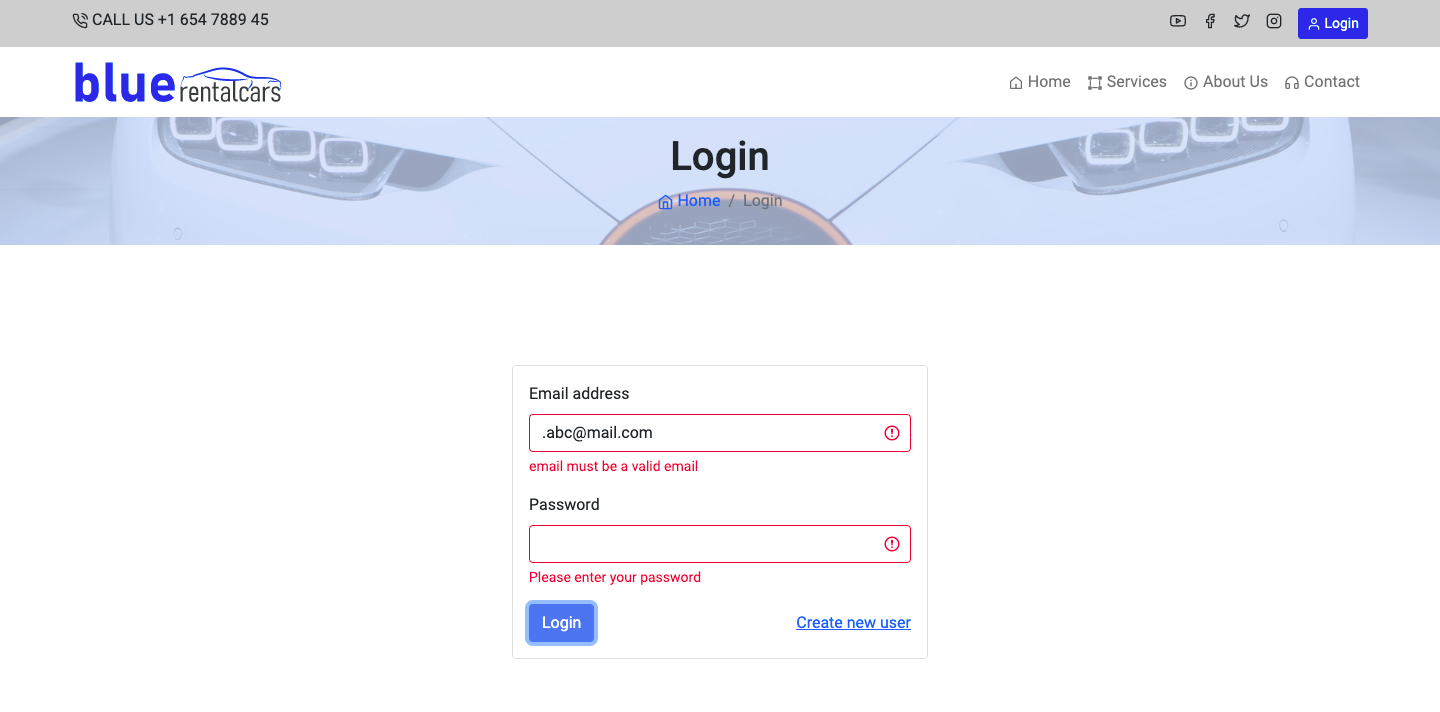 CALL US +1 654 7889 45
Login
blue rentalcars
Home Services About Us Contact
Login
Home / Login
Email address
.abc@mail.com
email must be a valid email
Password
Please enter your password
Login Create new user